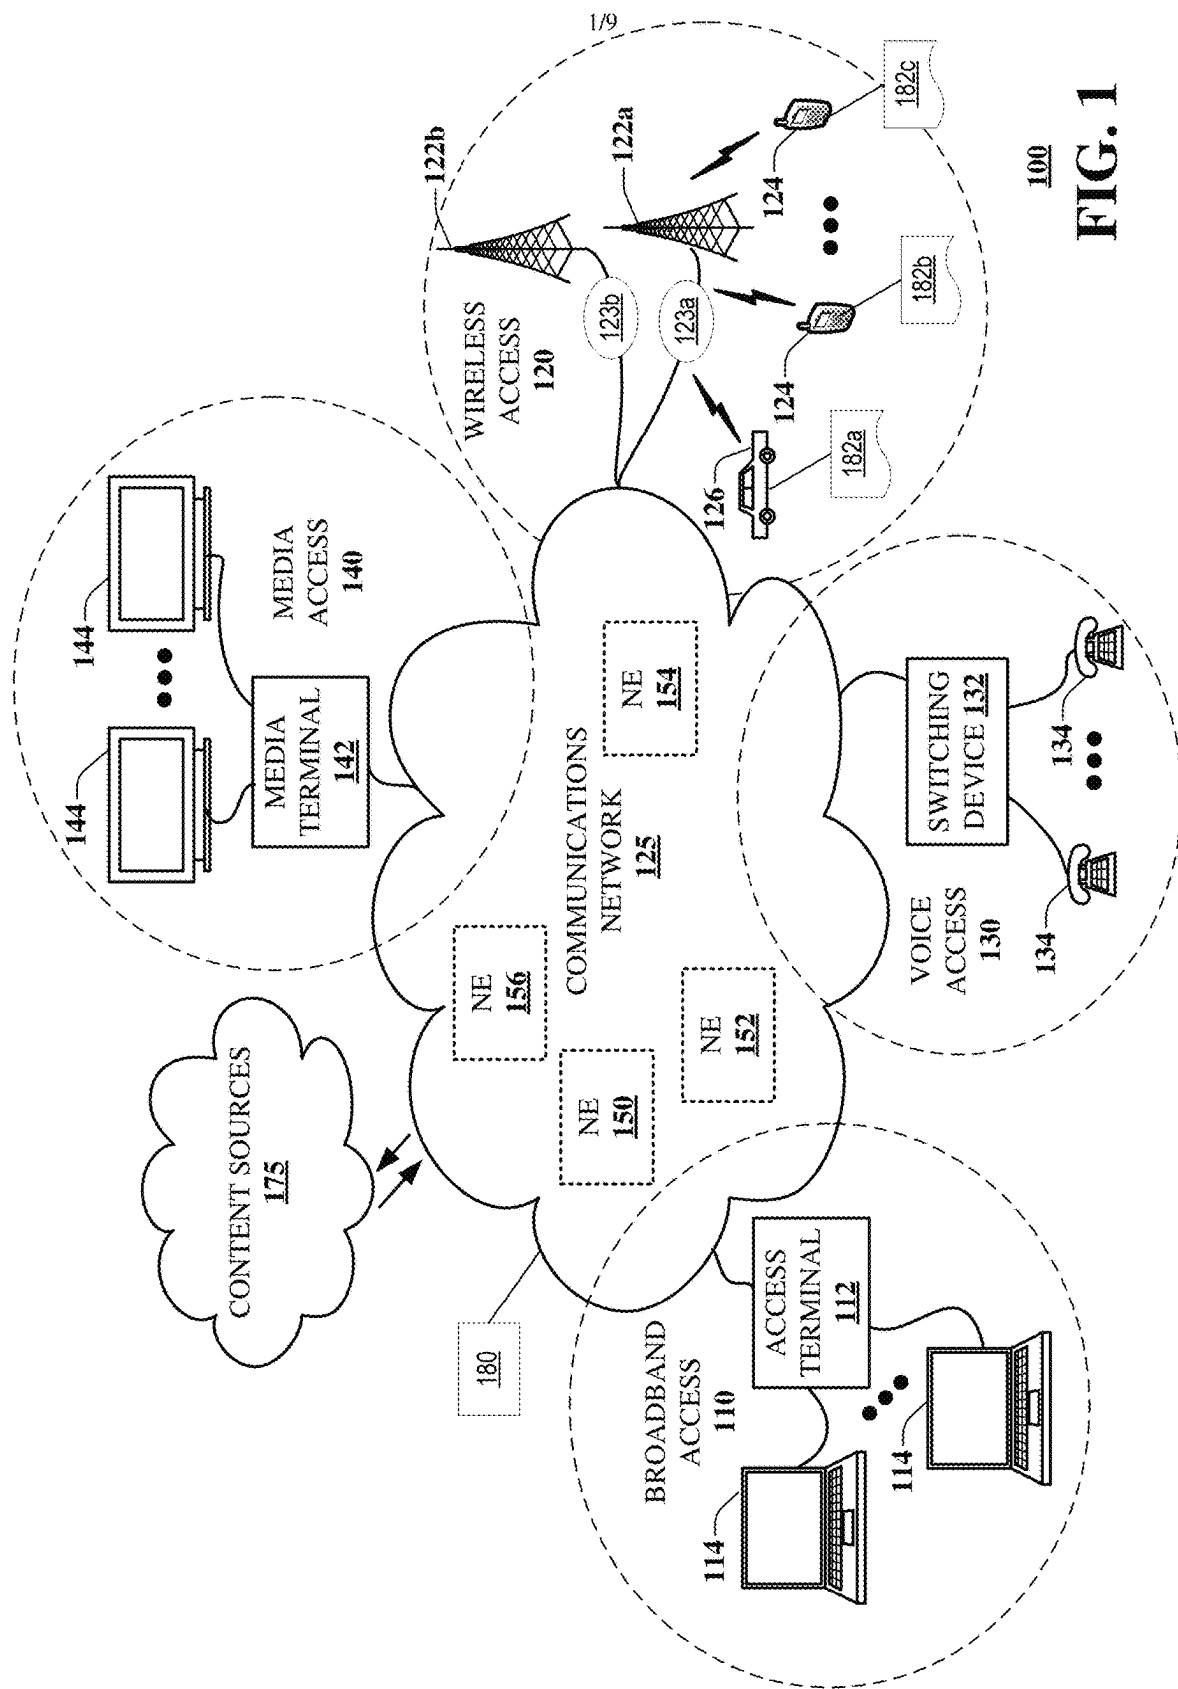 1/9
CONTENT SOURCES
175
144
144
MEDIA
TERMINAL
142
MEDIA
ACCESS
140
122b
WIRELESS
ACCESS
120
123b
122a
123a
180
NE
156
NE
150
NE
152
NE
154
COMMUNICATIONS
NETWORK
125
126
182a
124
182b
124
182c
BROADBAND
ACCESS
110
ACCESS
TERMINAL
112
114
114
VOICE
ACCESS
130
SWITCHING
DEVICE 132
134
134
100
FIG. 1